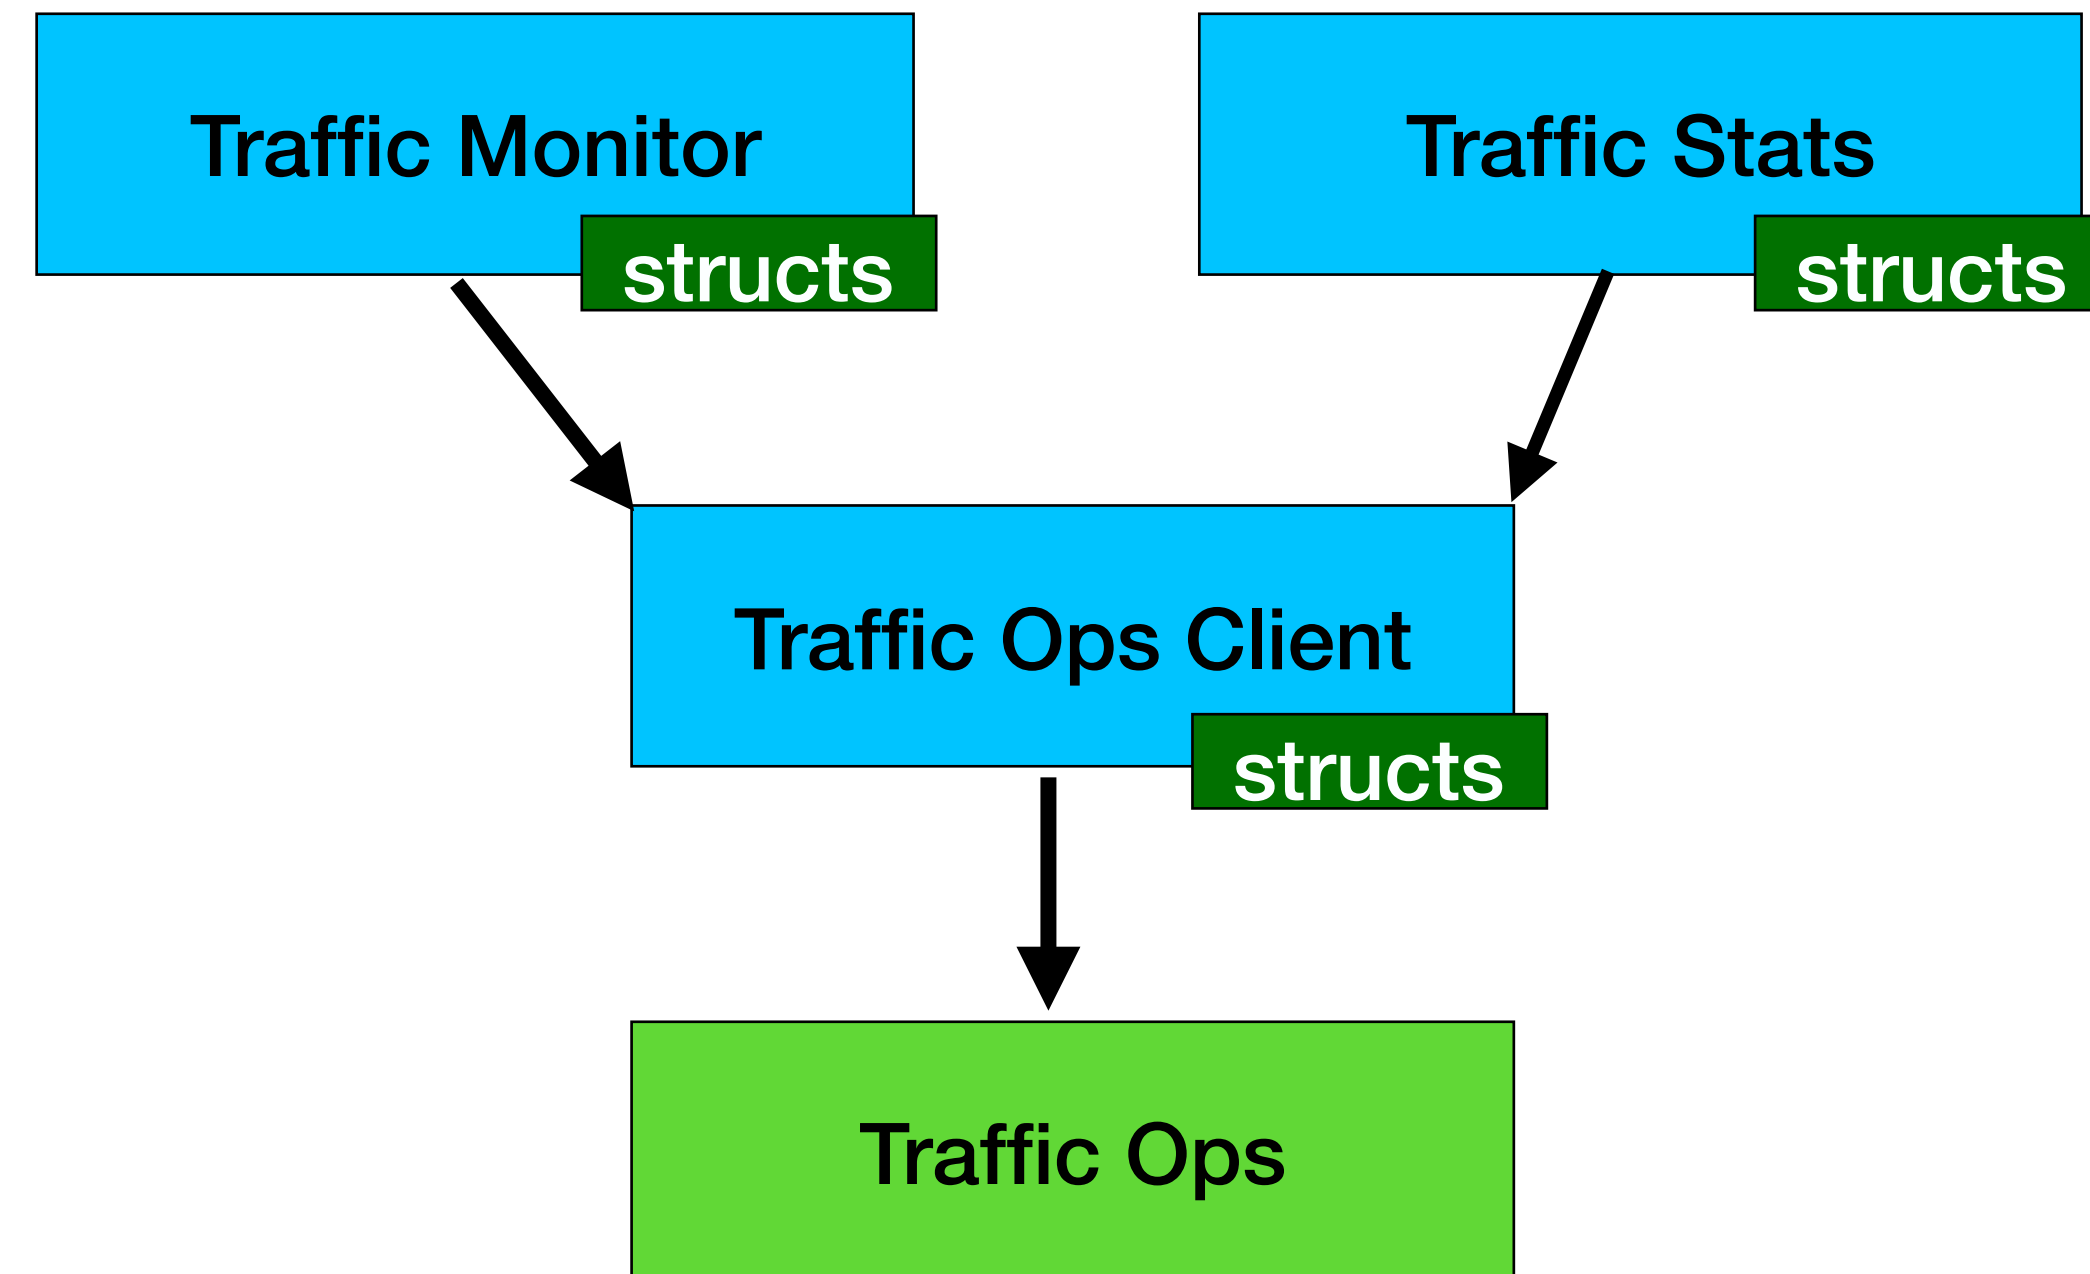 Traffic Monitor
structs
Traffic Stats
structs
Traffic Ops Client
structs
Traffic Ops